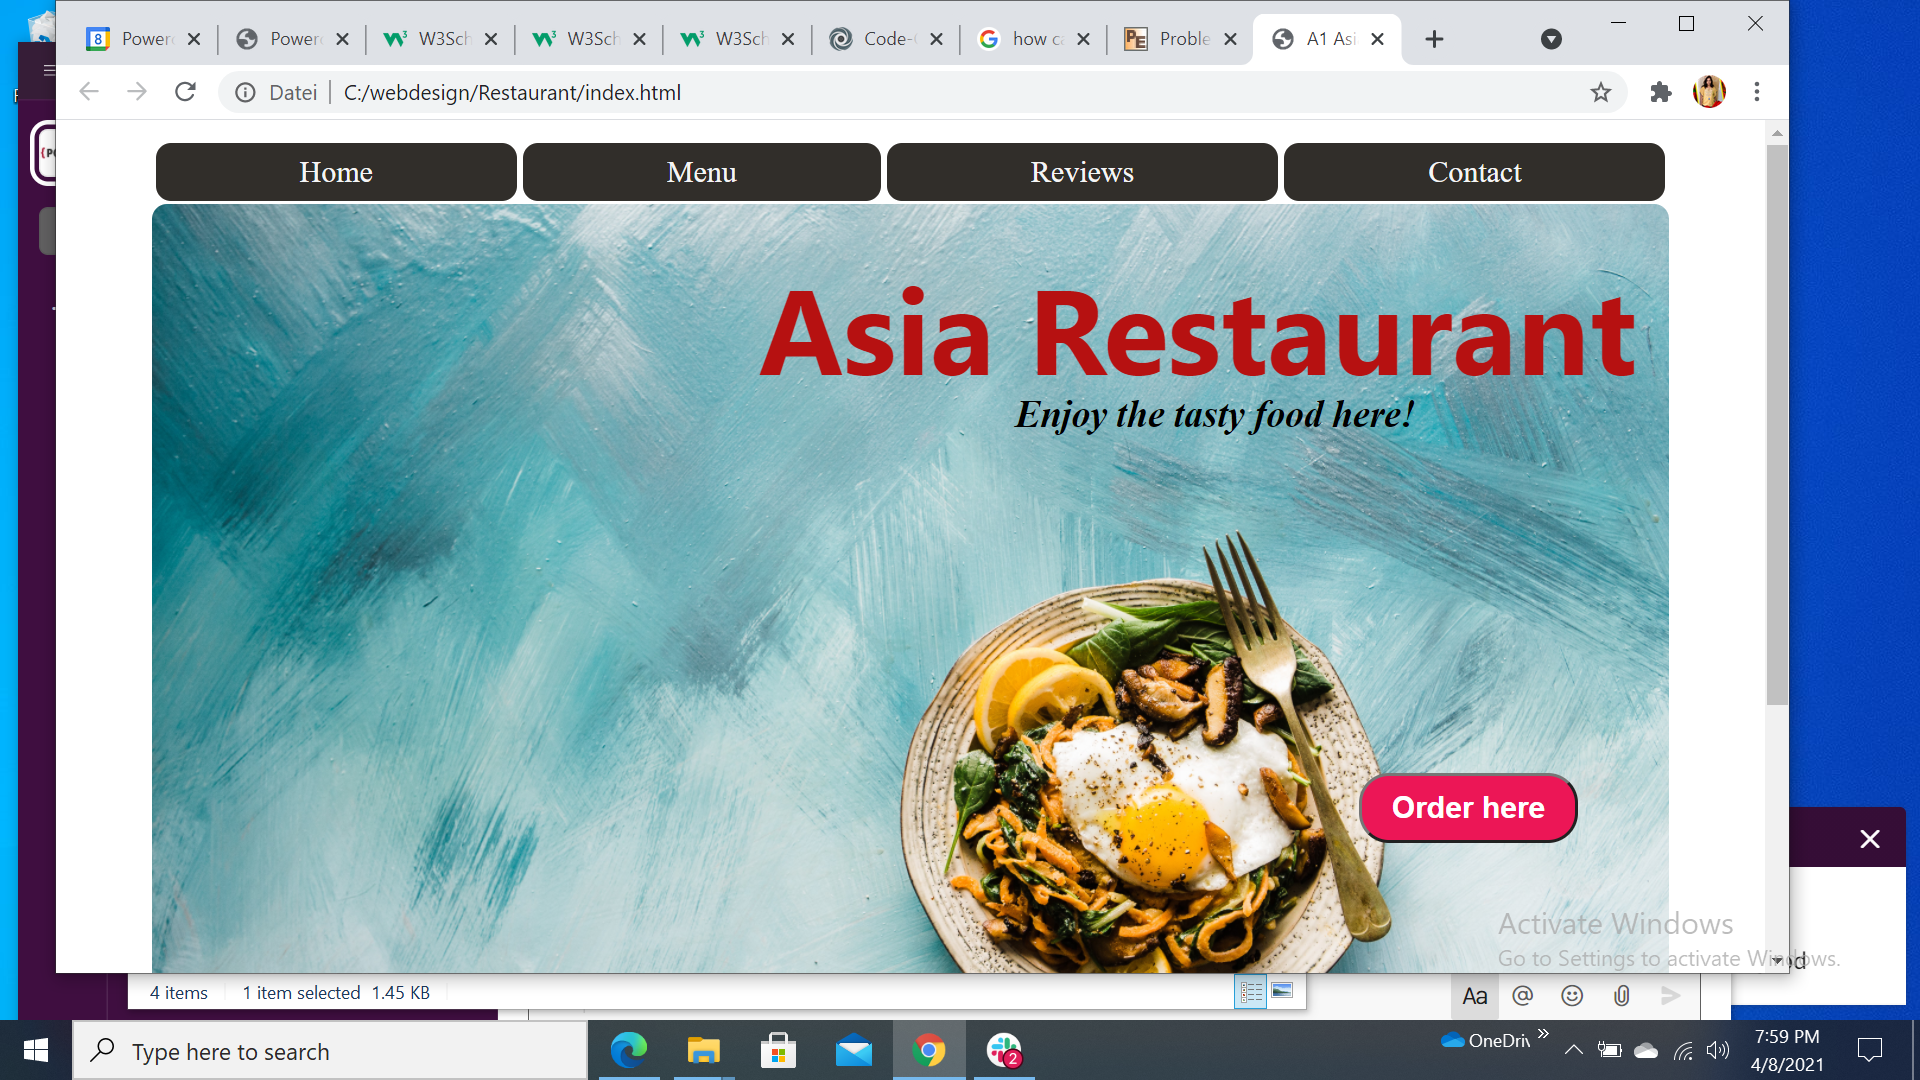 Power
Power
W3Sch
W3Sch
W3Sch
Code-
how ca
Proble
A1 Asi
Datei
C:/webdesign/Restaurant/index.html
Home
Menu
Reviews
Contact
Asia Restaurant
Enjoy the tasty food here!
Order here
Activate Windows
Go to Settings to activate Windows.
4 items
1 item selected 1.45 KB
Aa
Type here to search
2
OneDriv
7:59 PM
4/8/2021